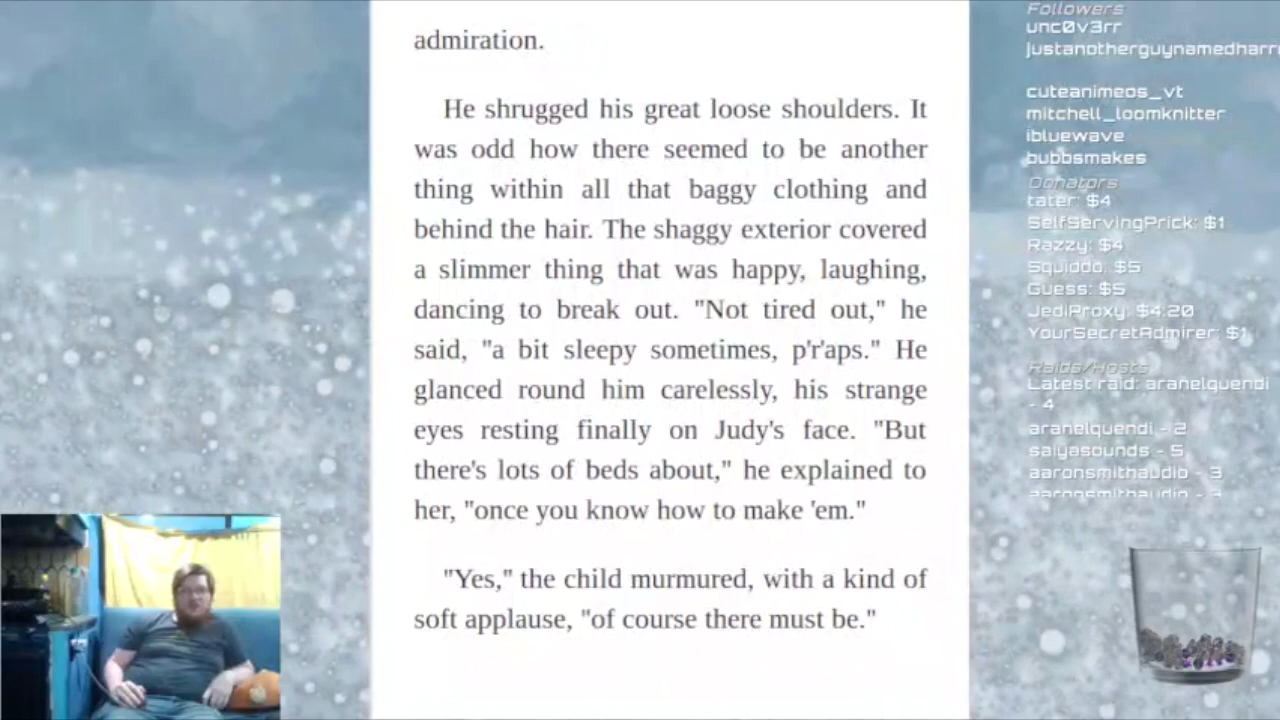 admiration.
He shrugged his great loose shoulders. It
was odd how there seemed to be another
thing within all that baggy clothing and
behind the hair. The shaggy exterior covered
a slimmer thing that was happy, laughing,
dancing to break out. "Not tired out," he
said, "a bit sleepy sometimes, p'r'aps." He
glanced round him carelessly, his strange
eyes resting finally on Judy's face. "But
there's lots of beds about," he explained to
her, "once you know how to make 'em."
"Yes," the child murmured, with a kind of
soft applause, "of course there must be."
Followers
unc0v3rr
justanotherguynamedharr
cuteanimeos_vt
mitchell_loomknitter
ibluewave
bubbsmakes
Donators
tater: $4
SelfServingPrick: $1
Razzy: $4
Squidda: $5
Guess: $5
JediProxy: $4.20
YourSecretAdmirer: $1
Raids/Hosts
Latest raid: aranelquendi
- 4
aranelquendi - 2
saiyasounds - 5
aaronsmithaudio - 3
aaronsmithaudio - 3